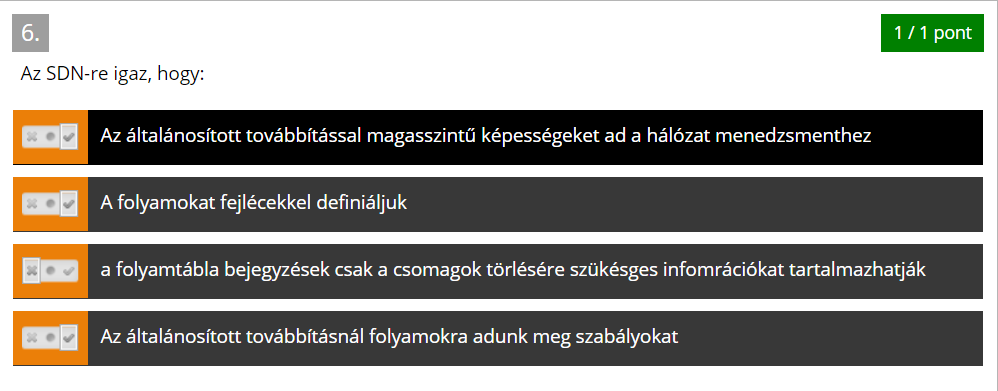 6.
1 / 1 pont
Az SDN-re igaz, hogy:
Az általánosított továbbítással magasszintű képességeket ad a hálózat menedzsmenthez
A folyamokat fejlécekkel definiáljuk
a folyamtábla bejegyzések csak a csomagok törlésére szükésges infomrációkat tartalmazhatják
Az általánosított továbbításnál folyamokra adunk meg szabályokat